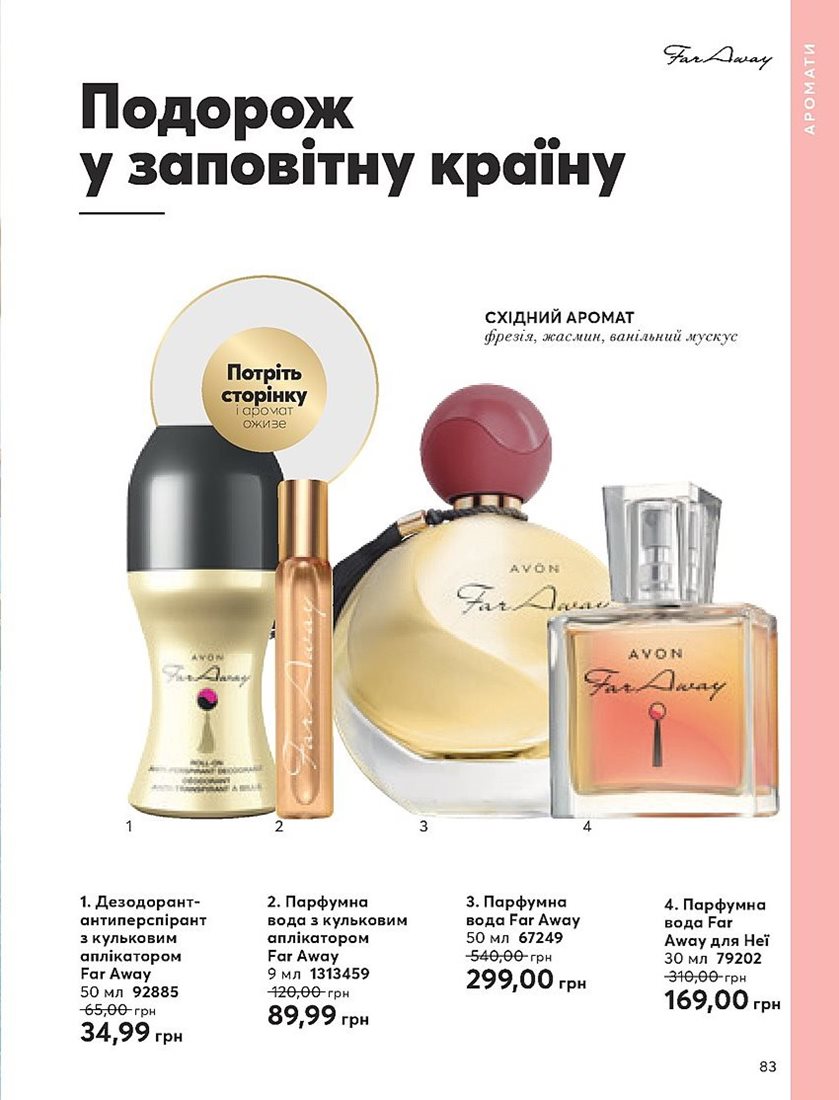 Far Away
АРОМАТИ
Подорож
у заповітну країну
СХІДНИЙ АРОМАТ
фрезія, жасмин, ванільний мускус
Потріть
сторінку
і аромат
оживе
AVON
Far Away
ROLL-ON
ANTI-PERSPIRANT DEODORANT
DEODORANT
ANTI-TRANSPIRANT A BILLE
Far Away
AVON
Far Away
AVON
Far Away
1
2
3
4
1. Дезодорант-
антиперспірант
з кульковим
аплікатором
Far Away
50 мл 92885
65,00 грн
34,99 грн
2. Парфумна
вода з кульковим
аплікатором
Far Away
9 мл 1313459
120,00 грн
89,99 грн
3. Парфумна
вода Far Away
50 мл 67249
540,00 грн
299,00 грн
4. Парфумна
вода Far
Away для Неї
30 мл 79202
310,00 грн
169,00 грн
83